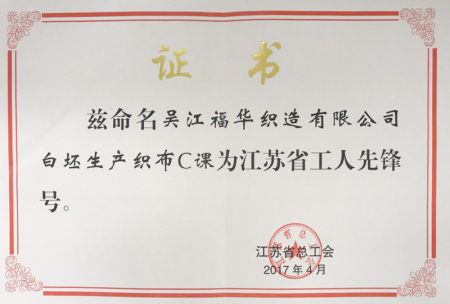 证书
兹命名吴江福华织造有限公司
白坯生产织布C课为江苏省工人先锋
号。
江苏省总工会
2017年4月